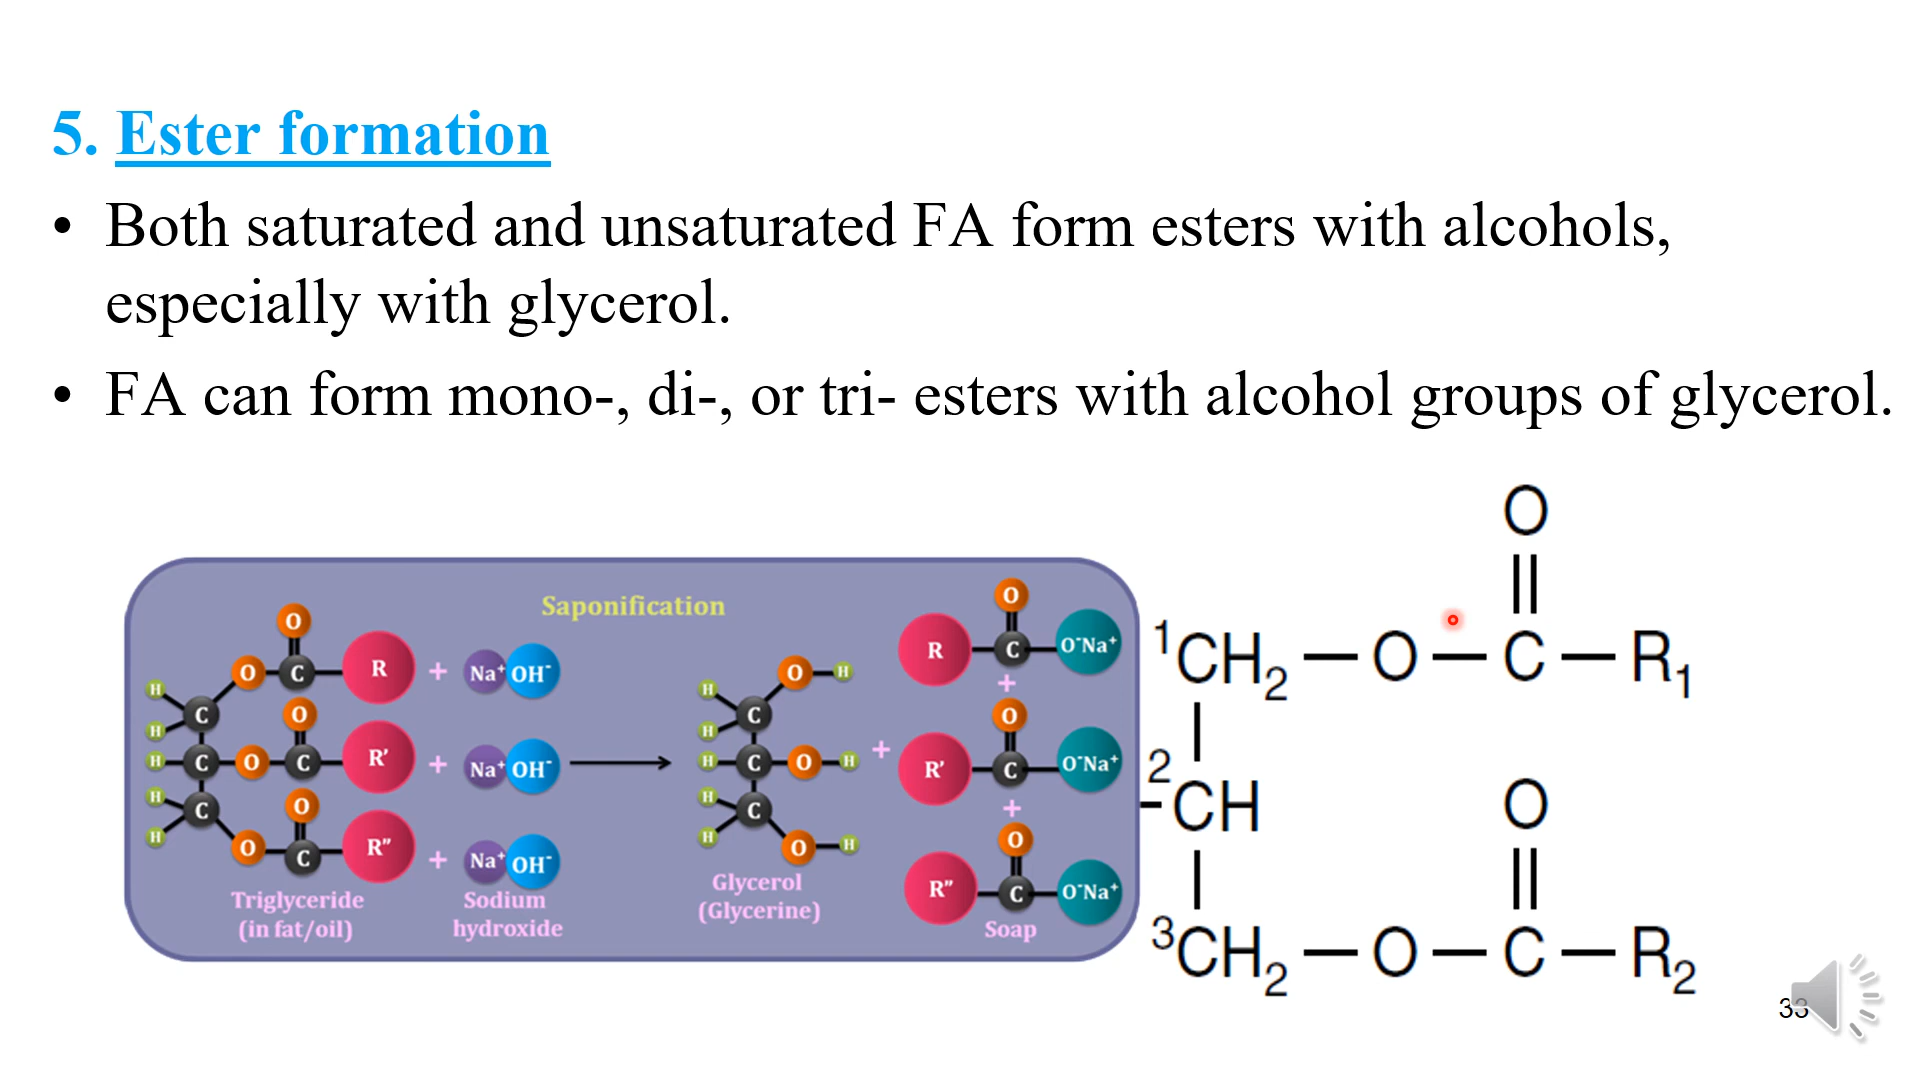 5. Ester formation
• Both saturated and unsaturated FA form esters with alcohols,
especially with glycerol.
• FA can form mono-, di-, or tri- esters with alcohol groups of glycerol.
Saponification
O
O C R + Na⁺ OH⁻
H
C
H
O
H C O C R’ + Na⁺ OH⁻
H
C
H
O
O C R” + Na⁺ OH⁻
Triglyceride
(in fat/oil)
Sodium
hydroxide
O H
H
C
H
H C O H
H
C
H
O H
Glycerol
(Glycerine)
+
O
R C O⁻Na⁺
+
O
R’ C O⁻Na⁺
+
O
R” C O⁻Na⁺
Soap
O
¹CH₂ — O — C — R₁
2
-CH
O
³CH₂ — O — C — R₂
33